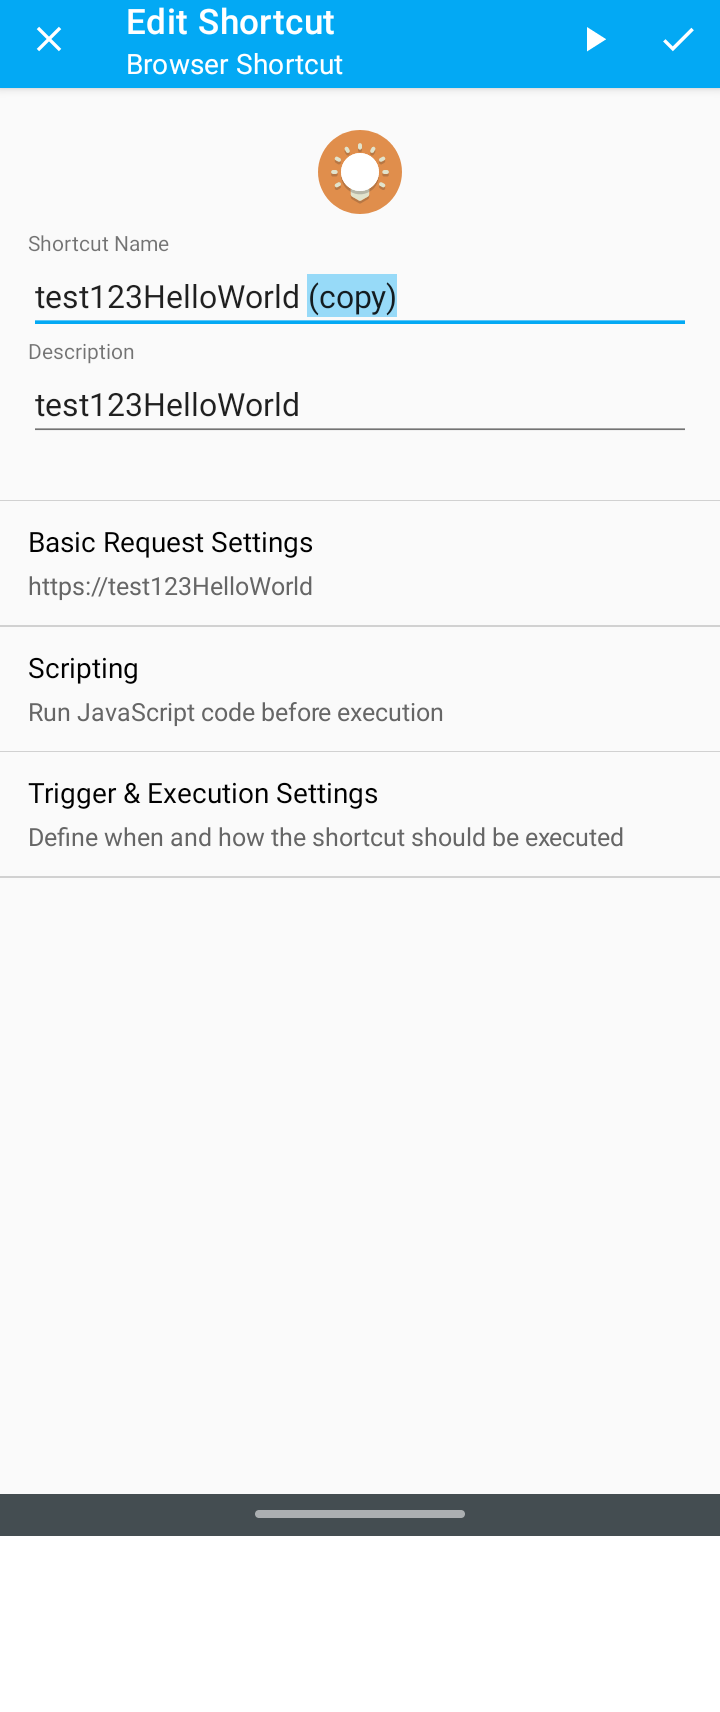 Edit Shortcut
Browser Shortcut
Shortcut Name
test123HelloWorld (copy)
Description
test123HelloWorld
Basic Request Settings
https://test123HelloWorld
Scripting
Run JavaScript code before execution
Trigger & Execution Settings
Define when and how the shortcut should be executed